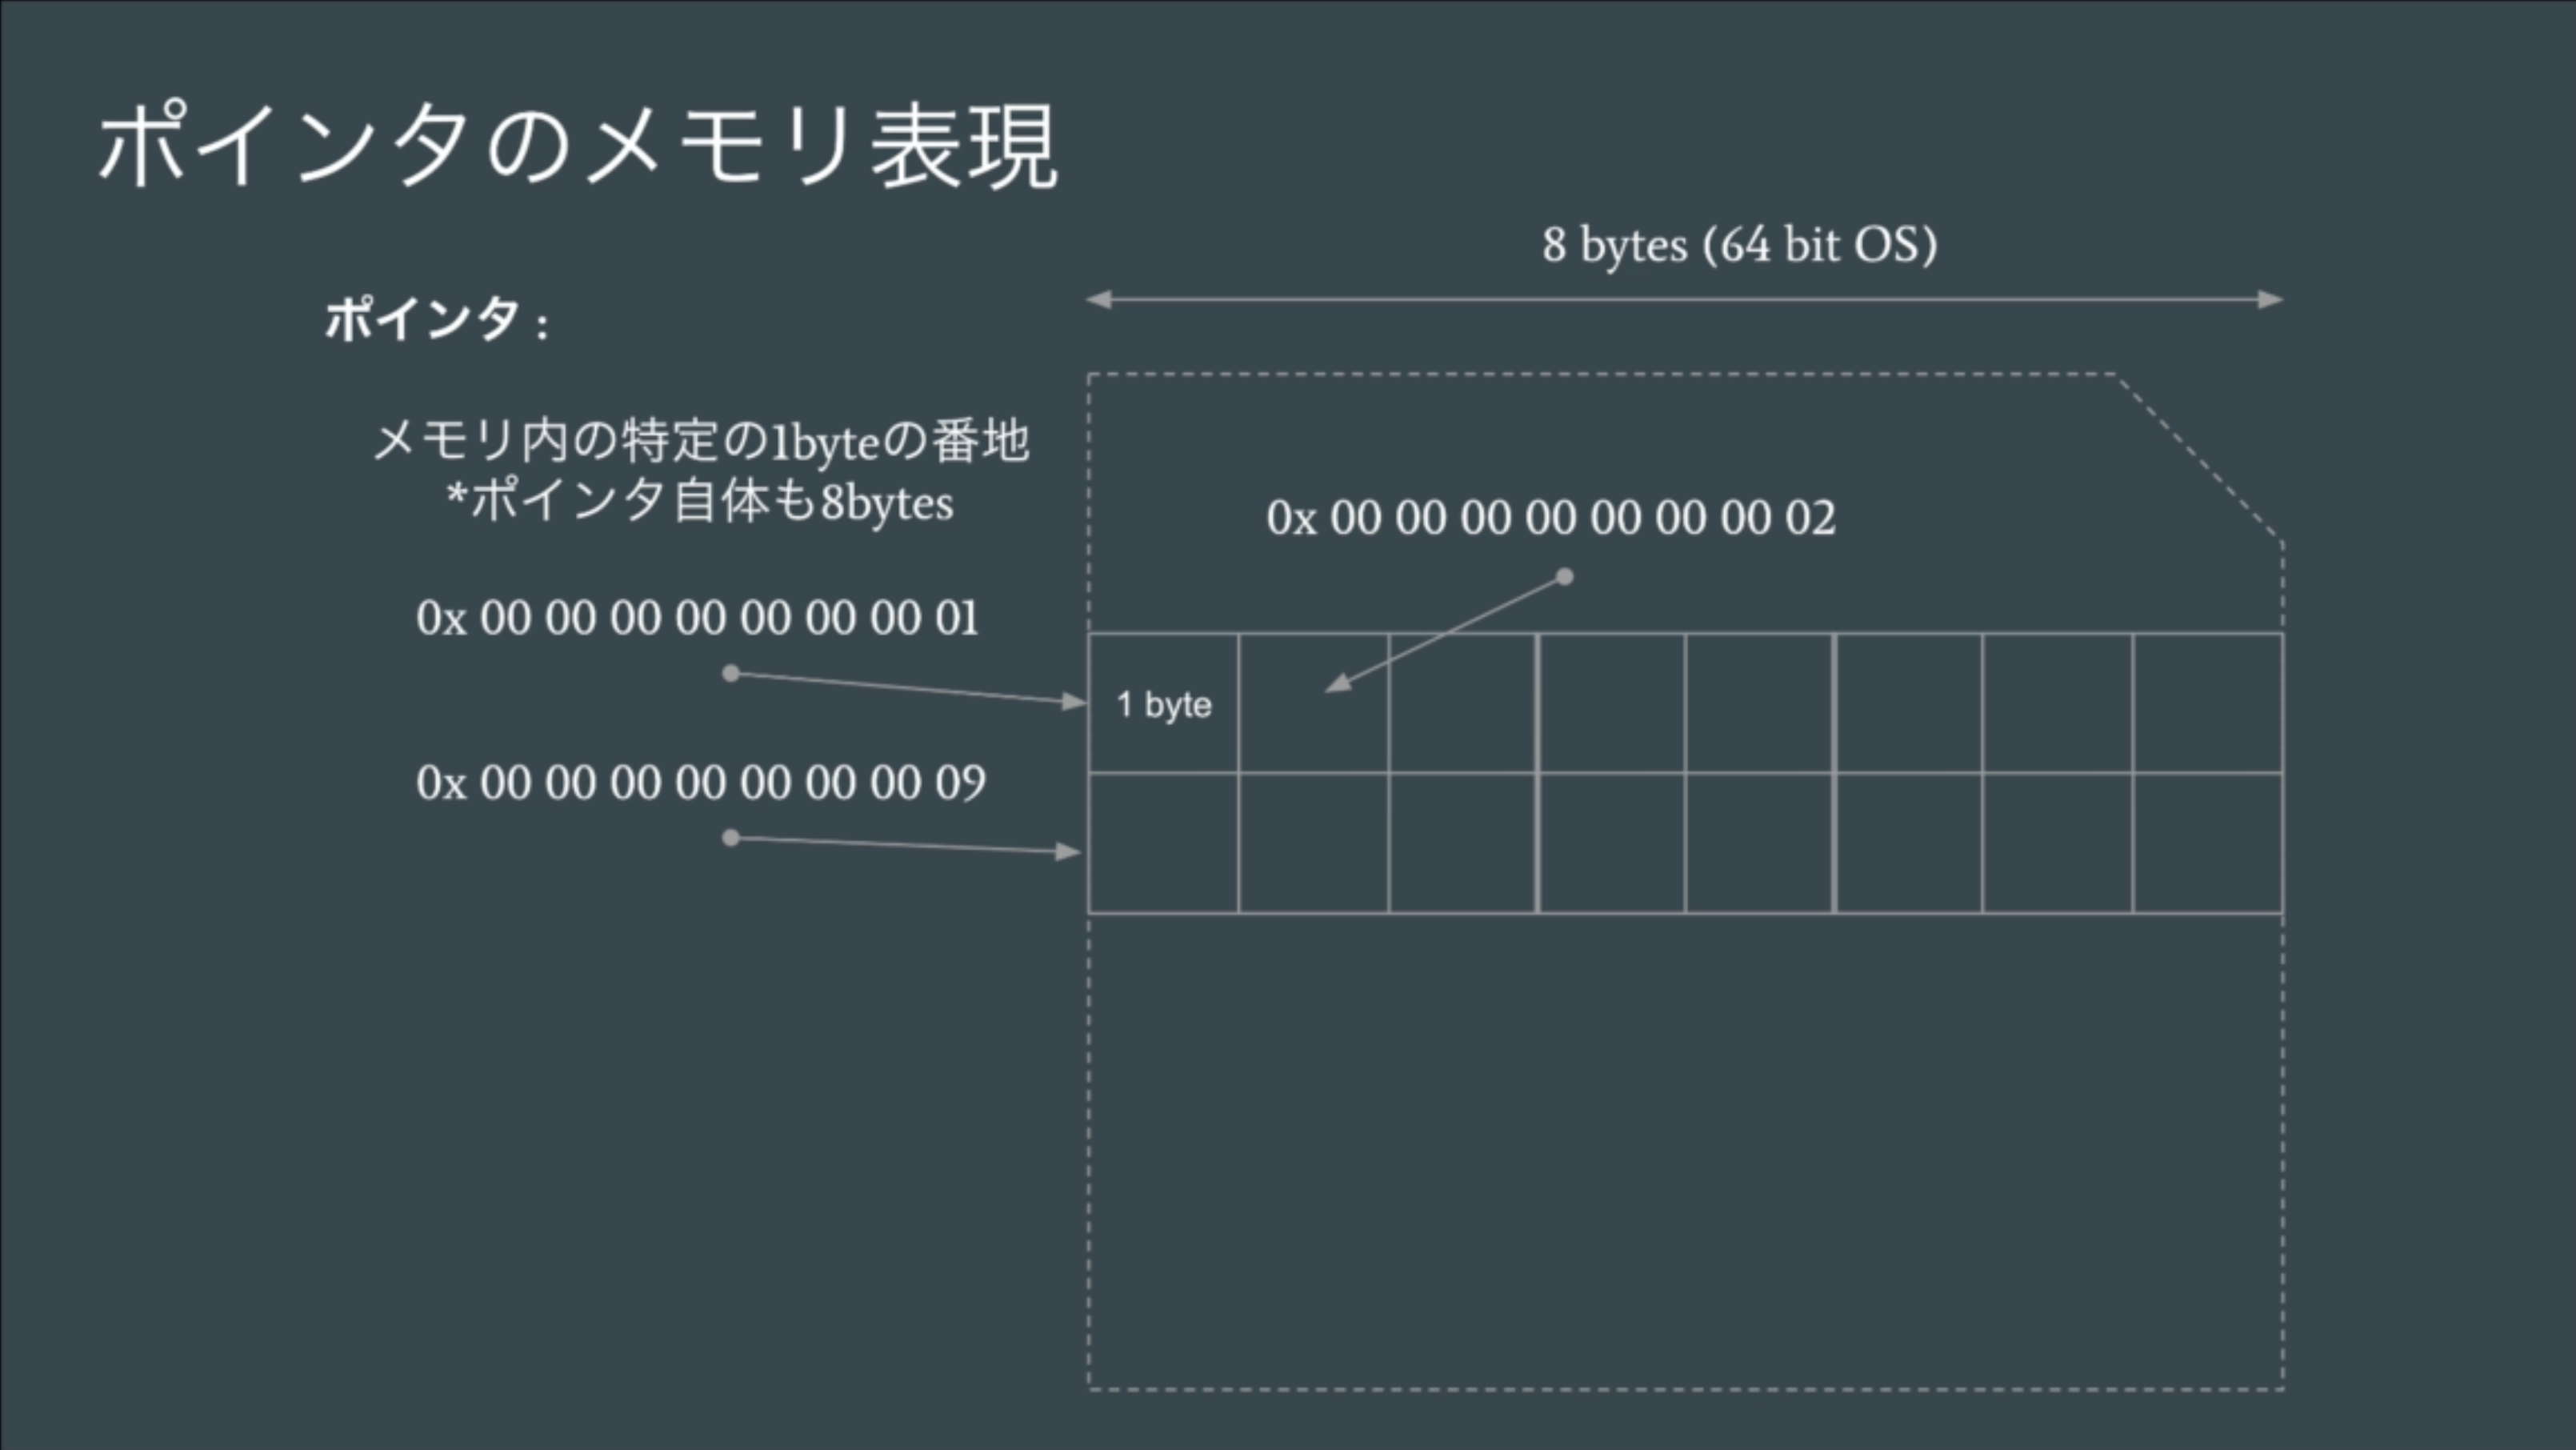 ポインタのメモリ表現
8 bytes (64 bit OS)
ポインタ :
メモリ内の特定の1byteの番地
*ポインタ自体も8bytes
0x 00 00 00 00 00 00 00 02
0x 00 00 00 00 00 00 00 01
1 byte
0x 00 00 00 00 00 00 00 09